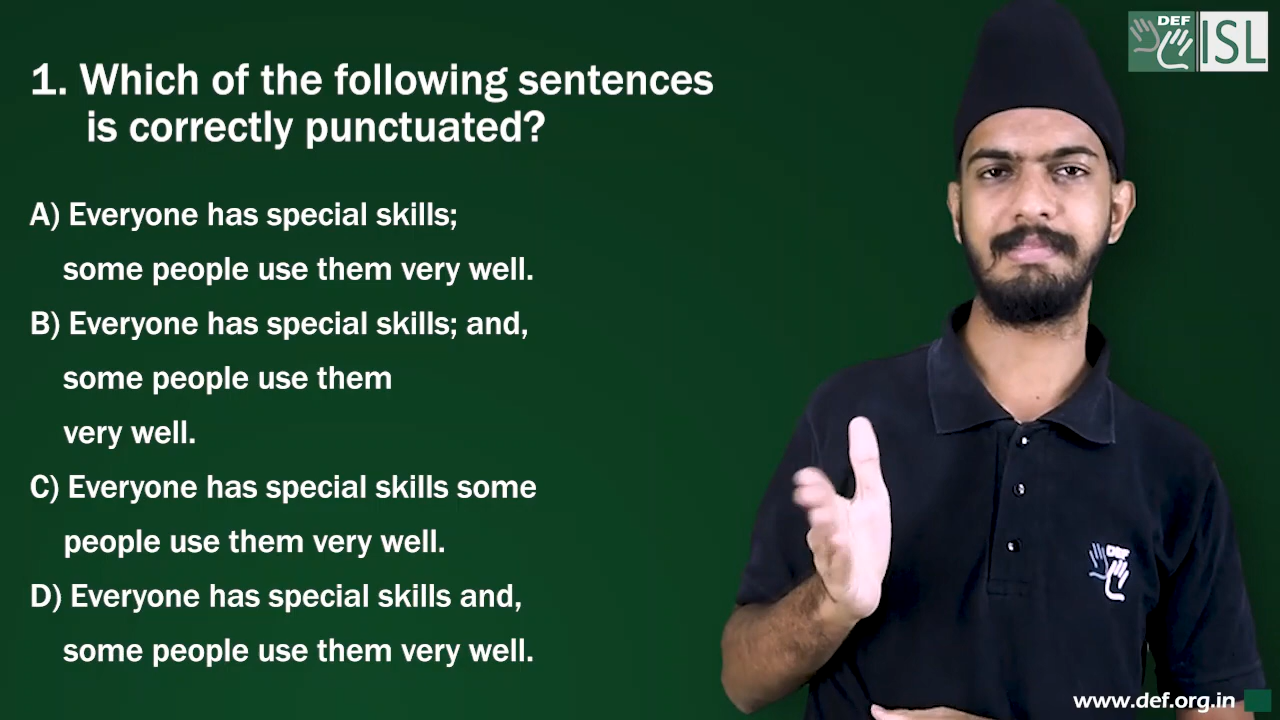 DEF
ISL
1. Which of the following sentences
is correctly punctuated?
A) Everyone has special skills;
some people use them very well.
B) Everyone has special skills; and,
some people use them
very well.
C) Everyone has special skills some
people use them very well.
D) Everyone has special skills and,
some people use them very well.
DEF
www.def.org.in